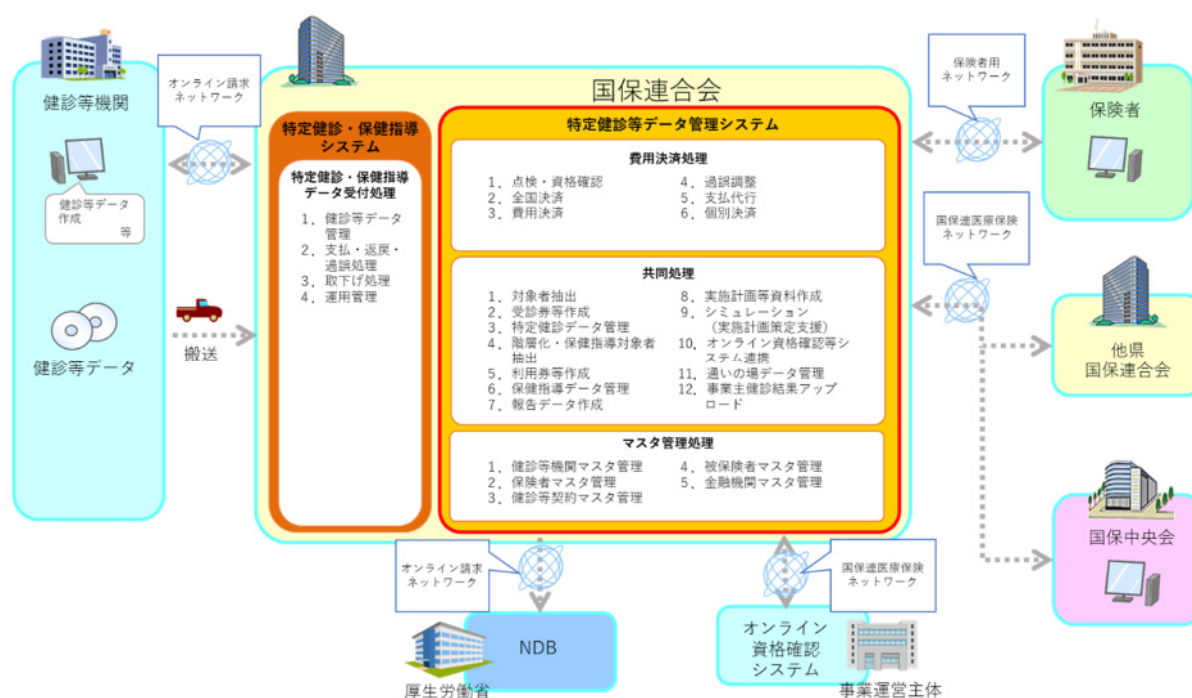 健診等機関
オンライン請求
ネットワーク
健診等データ
作成
等
健診等データ
搬送
国保連合会
特定健診・保健指導
システム
特定健診・保健指導
データ受付処理
1. 健診等データ
管理
2. 支払・返戻・
過誤処理
3. 取下げ処理
4. 運用管理
特定健診等データ管理システム
費用決済処理
1. 点検・資格確認
2. 全国決済
3. 費用決済
4. 過誤調整
5. 支払代行
6. 個別決済
共同処理
1. 対象者抽出
2. 受診券等作成
3. 特定健診データ管理
4. 階層化・保健指導対象者
抽出
5. 利用券等作成
6. 保健指導データ管理
7. 報告データ作成
8. 実施計画等資料作成
9. シミュレーション
(実施計画策定支援)
10. オンライン資格確認等シ
ステム連携
11. 通いの場データ管理
12. 事業主健診結果アップ
ロード
マスタ管理処理
1. 健診等機関マスタ管理
2. 保険者マスタ管理
3. 健診等契約マスタ管理
4. 被保険者マスタ管理
5. 金融機関マスタ管理
保険者用
ネットワーク
保険者
国保連医療保険
ネットワーク
他県
国保連合会
国保中央会
オンライン請求
ネットワーク
NDB
厚生労働省
国保連医療保険
ネットワーク
オンライン
資格確認
システム
事業運営主体